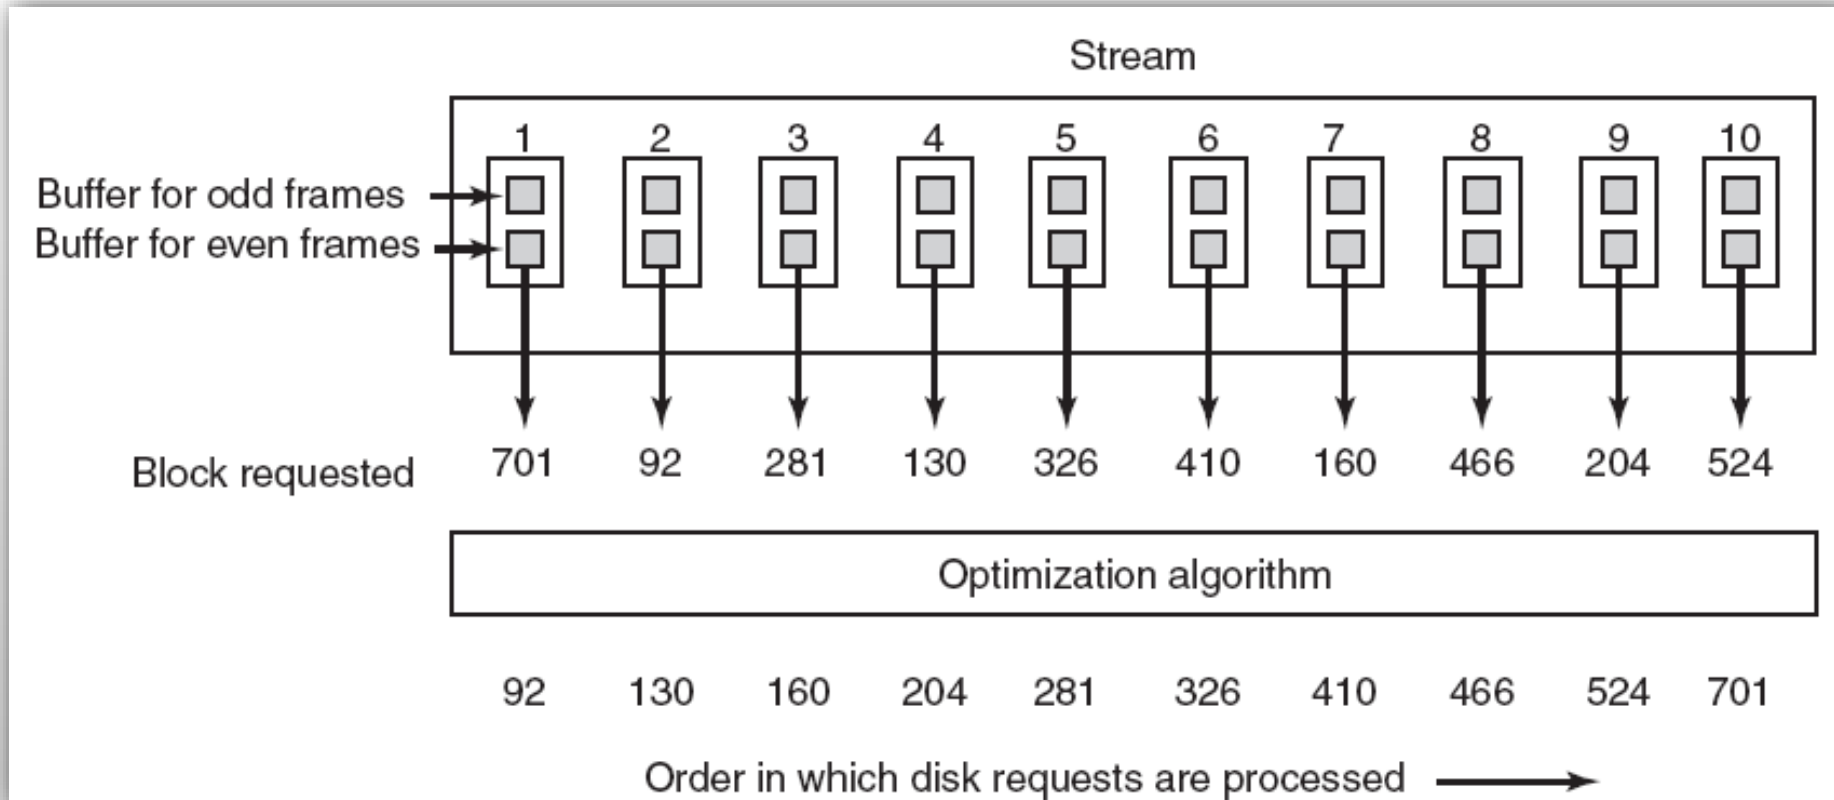 Stream
1 2 3 4 5 6 7 8 9 10
Buffer for odd frames
Buffer for even frames
Block requested 701 92 281 130 326 410 160 466 204 524
Optimization algorithm
92 130 160 204 281 326 410 466 524 701
Order in which disk requests are processed